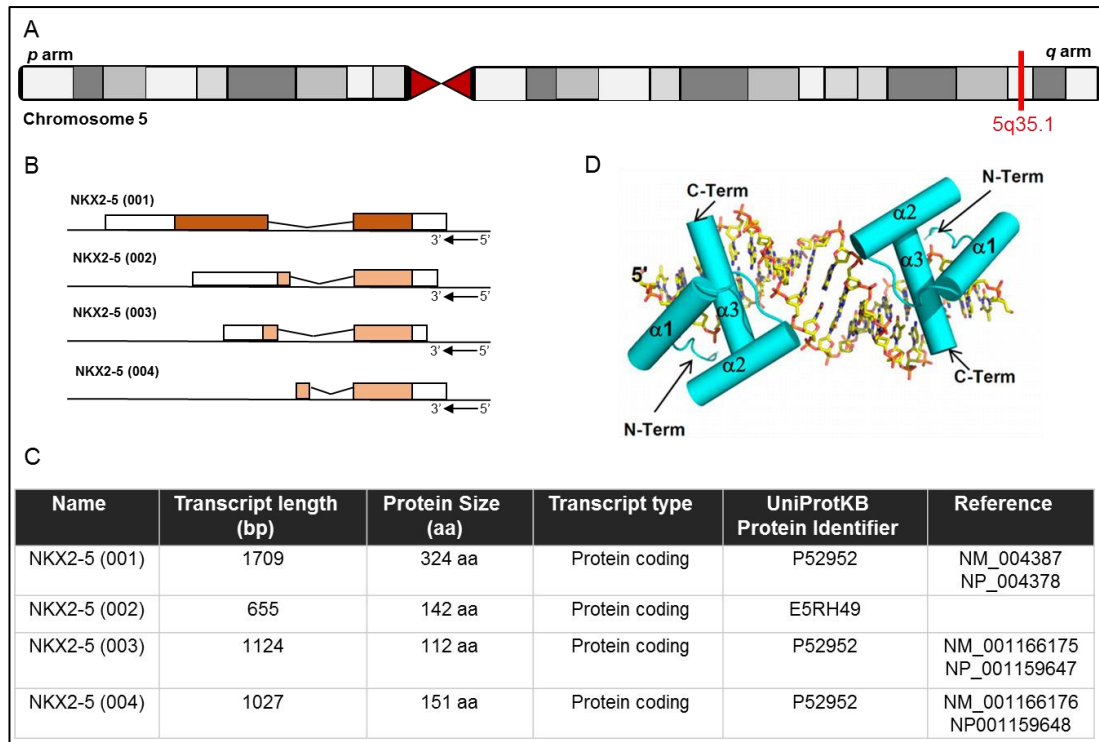 A
p arm
q arm
Chromosome 5
5q35.1
B
NKX2-5 (001)
3’ 5’
NKX2-5 (002)
3’ 5’
NKX2-5 (003)
3’ 5’
NKX2-5 (004)
3’ 5’
D
C-Term
N-Term
α2
α1
α3
5'
α3
α1
α2
C-Term
N-Term
C
Name Transcript length (bp) Protein Size (aa) Transcript type UniProtKB Protein Identifier Reference
NKX2-5 (001) 1709 324 aa Protein coding P52952 NM_004387
NP_004378
NKX2-5 (002) 655 142 aa Protein coding E5RH49
NKX2-5 (003) 1124 112 aa Protein coding P52952 NM_001166175
NP_001159647
NKX2-5 (004) 1027 151 aa Protein coding P52952 NM_001166176
NP001159648